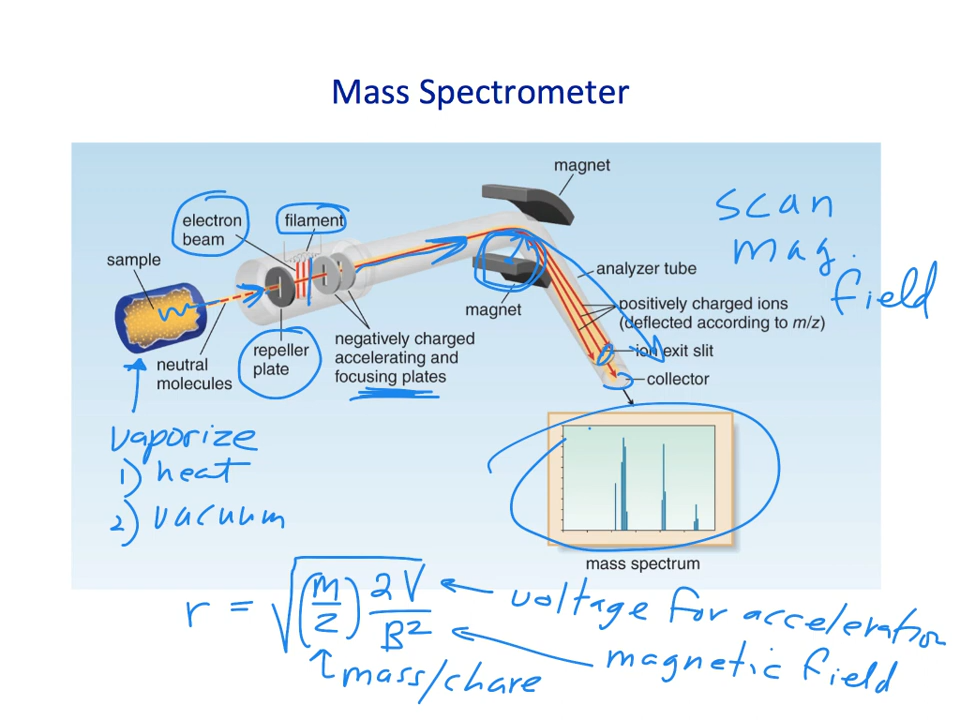 Mass Spectrometer
magnet
scan
mag.
field
electron
beam
filament
sample
analyzer tube
magnet
positively charged ions
(deflected according to m/z)
neutral
molecules
repeller
plate
negatively charged
accelerating and
focusing plates
ion exit slit
collector
vaporize
1) heat
2) vacuum
mass spectrum
r = √(m/z) 2V/B²
voltage for acceleration
magnetic field
mass/chare